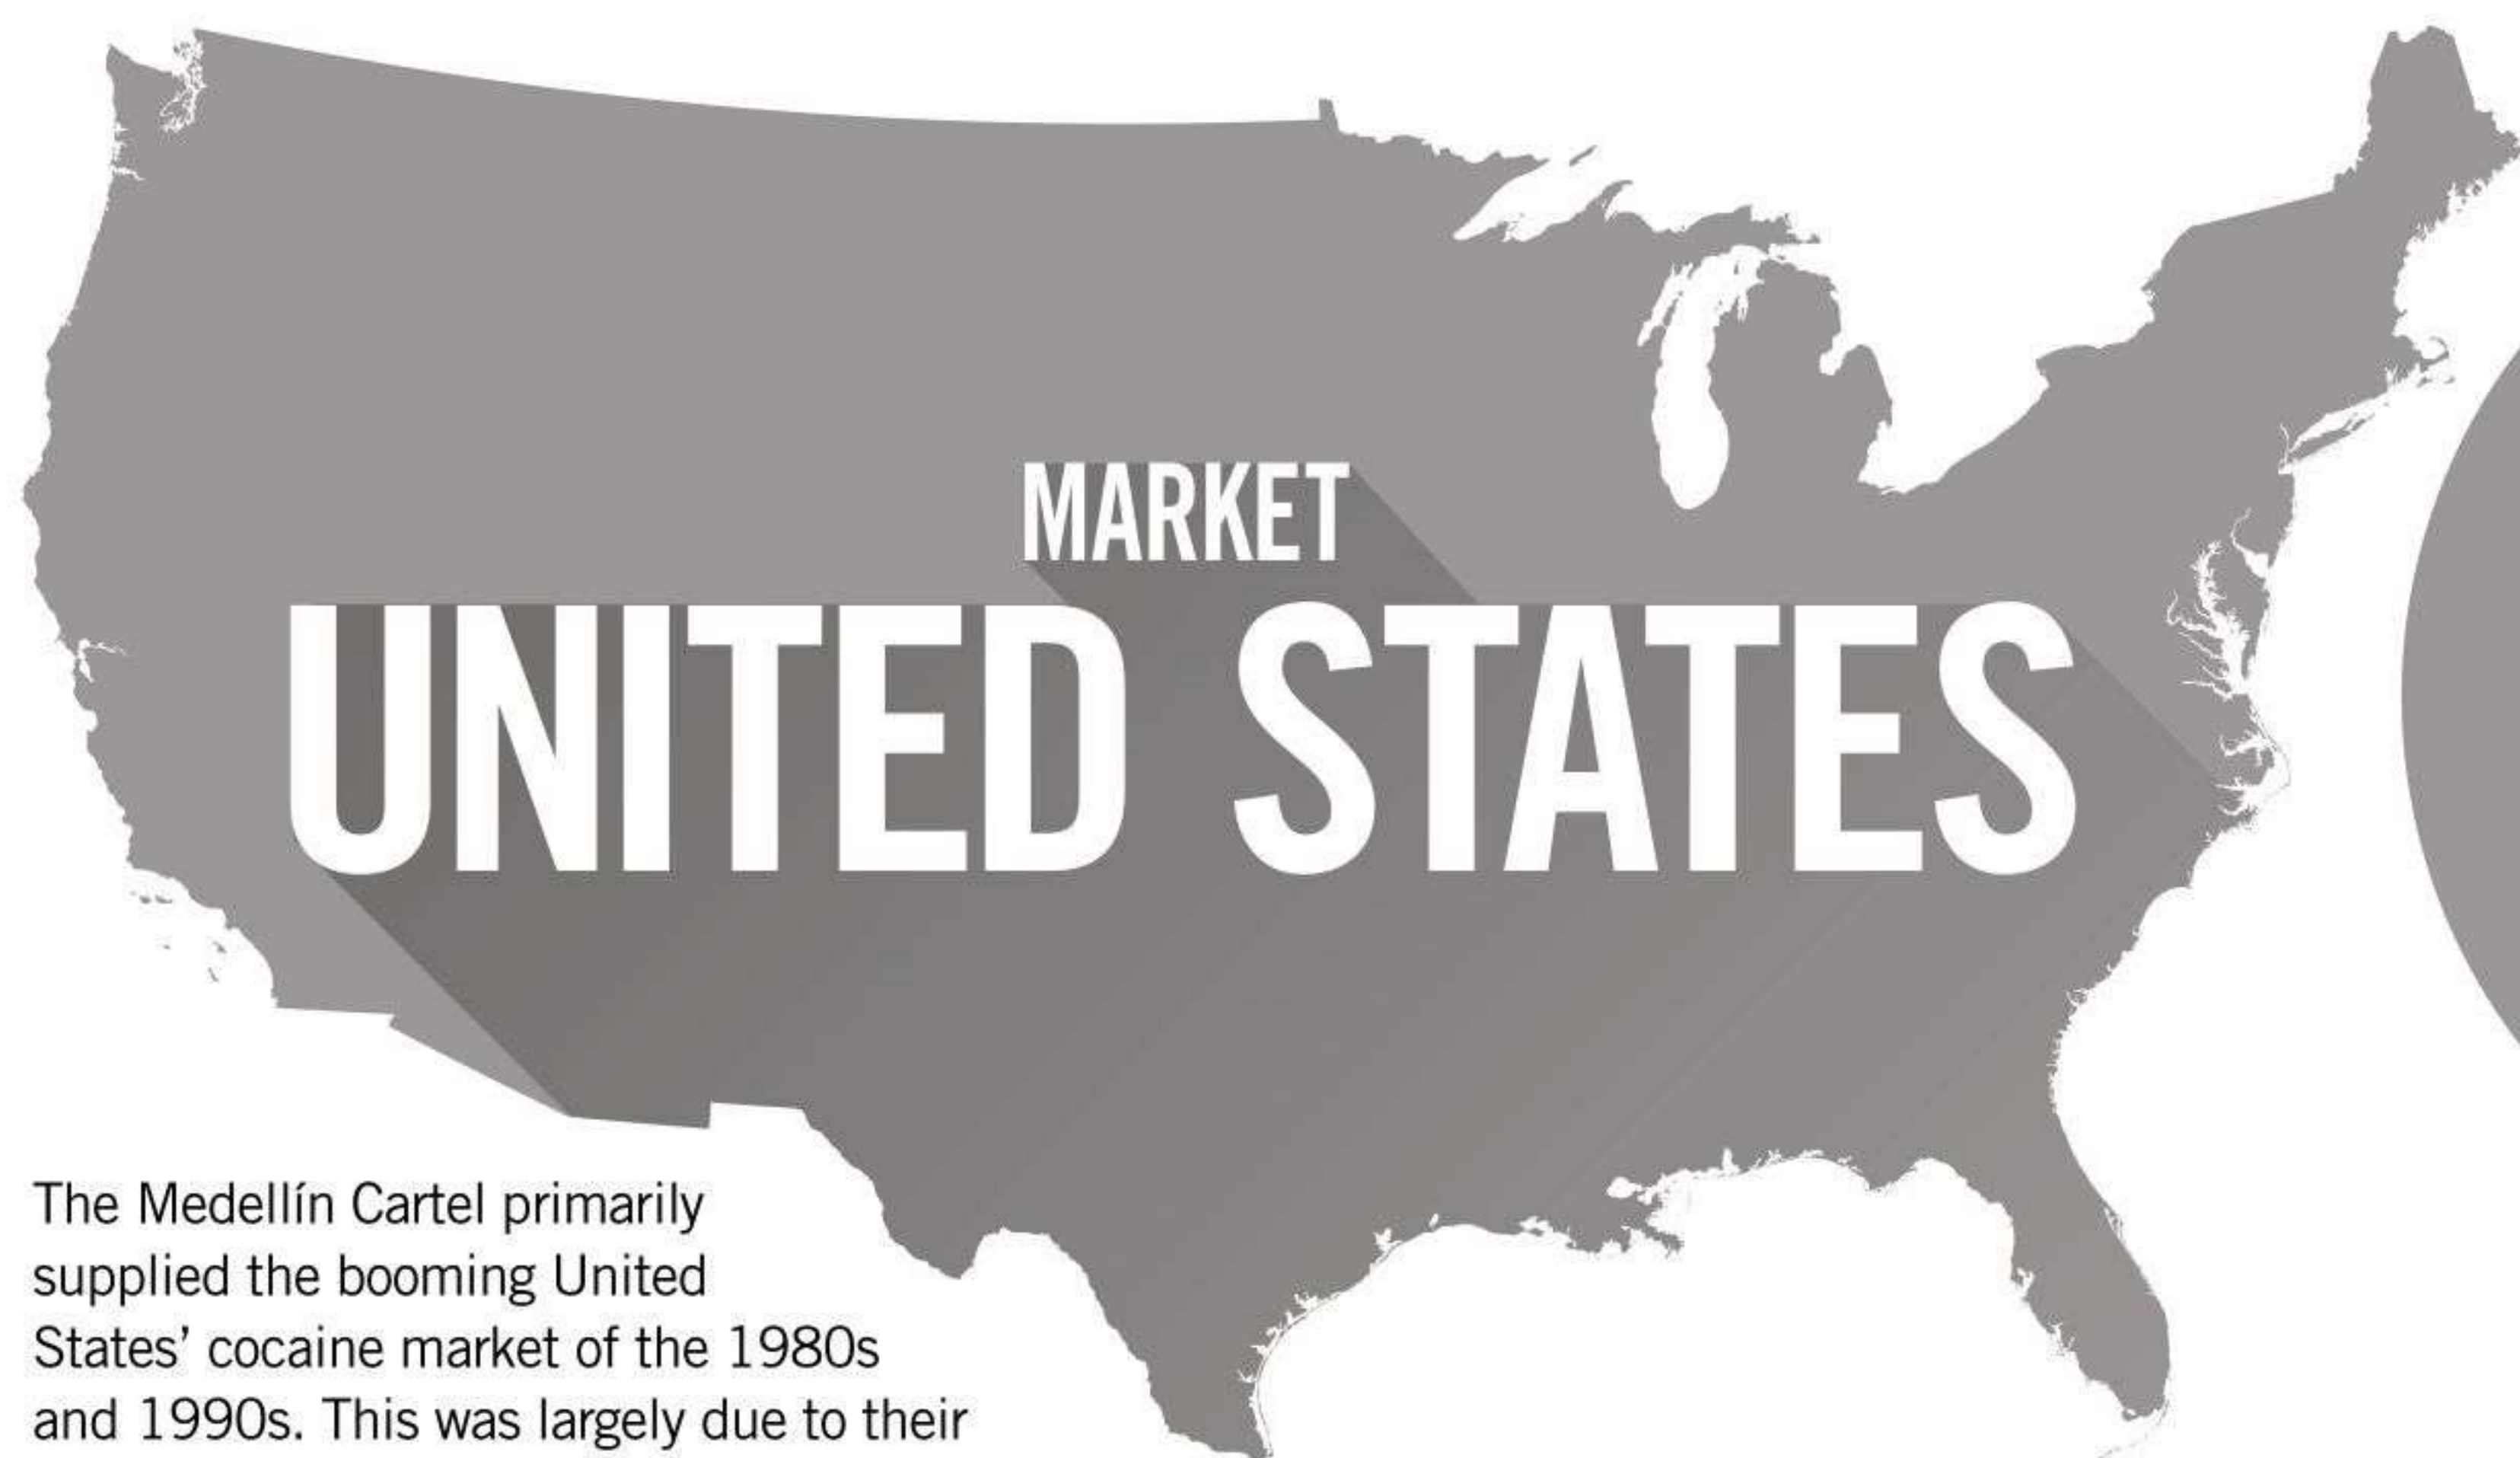 MARKET
UNITED STATES
The Medellín Cartel primarily
supplied the booming United
States’ cocaine market of the 1980s
and 1990s. This was largely due to their